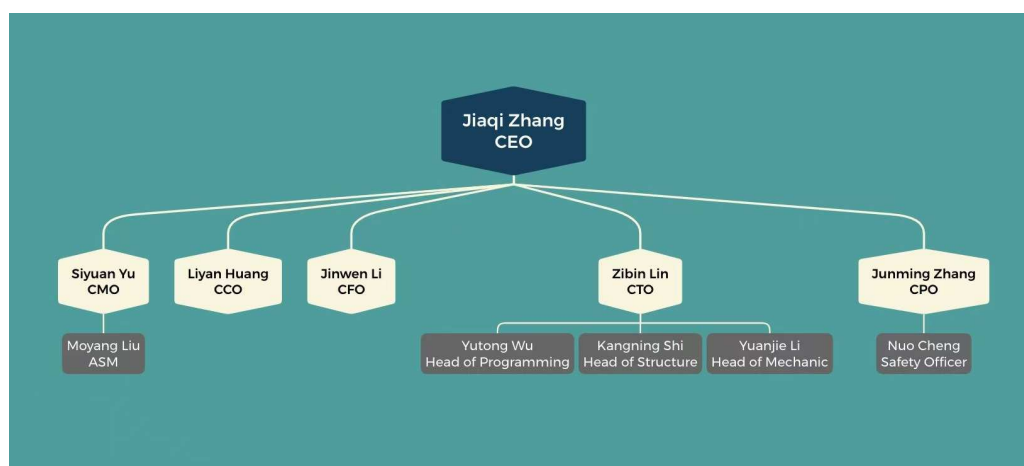 Jiaqi Zhang
CEO
Siyuan Yu
CMO
Liyan Huang
CCO
Jinwen Li
CFO
Zibin Lin
CTO
Junming Zhang
CPO
Moyang Liu
ASM
Yutong Wu
Head of Programming
Kangning Shi
Head of Structure
Yuanjie Li
Head of Mechanic
Nuo Cheng
Safety Officer